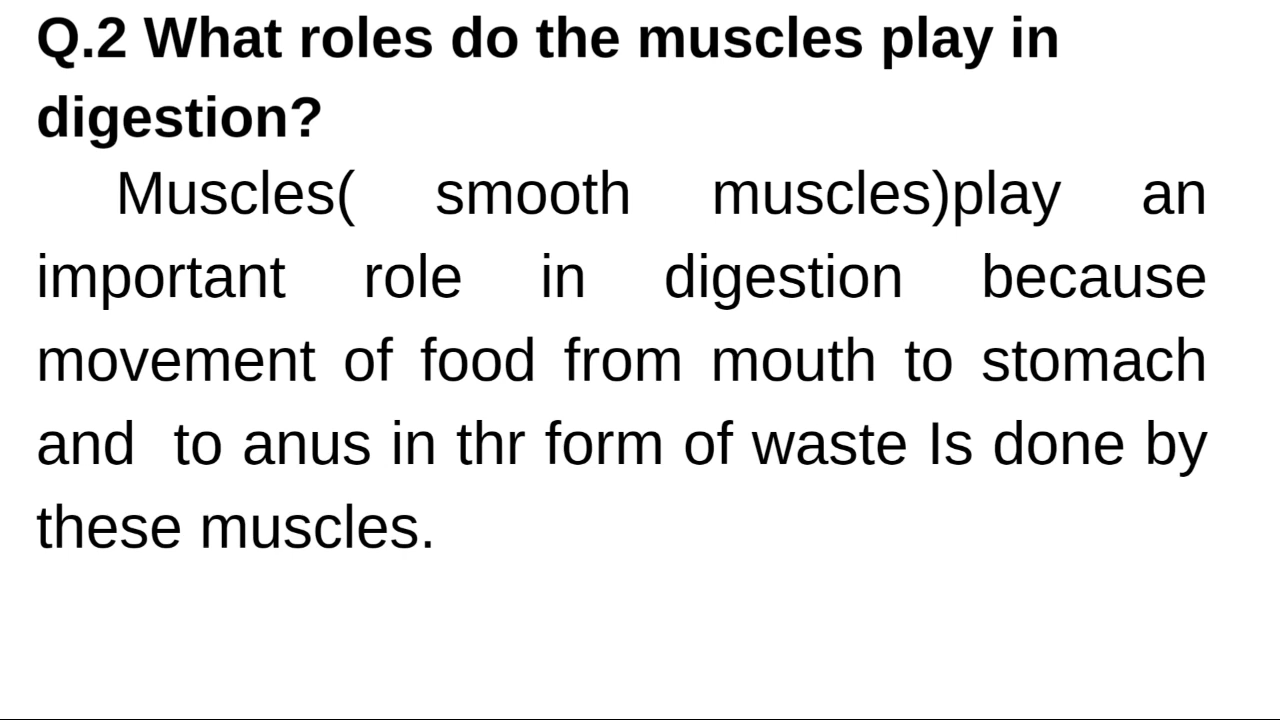 Q.2 What roles do the muscles play in
digestion?
Muscles( smooth muscles)play an
important role in digestion because
movement of food from mouth to stomach
and  to anus in thr form of waste Is done by
these muscles.